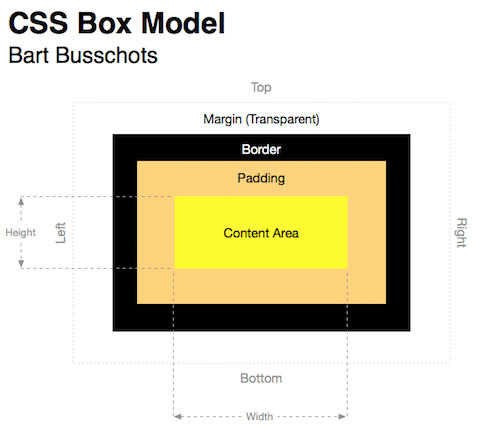 CSS Box Model
Bart Busschots
Top
Margin (Transparent)
Border
Padding
Height
Left
Content Area
Right
Bottom
Width